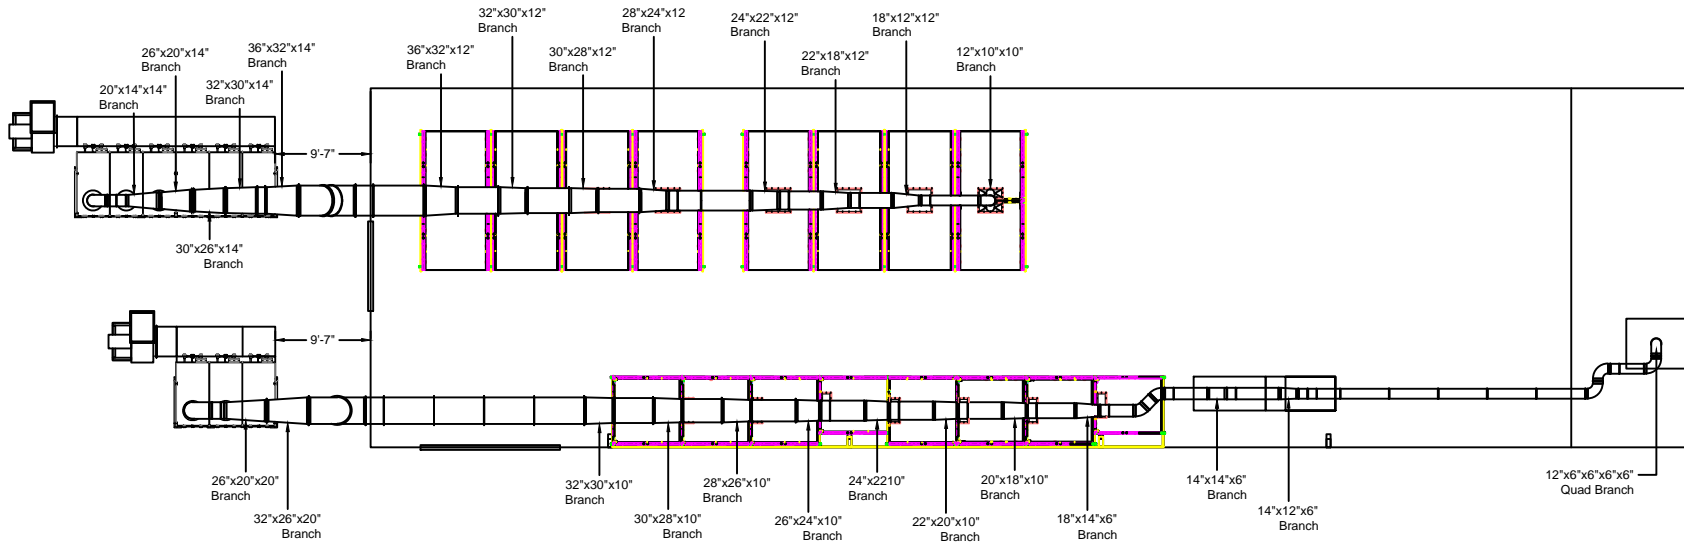 32"x30"x12"
Branch
28"x24"x12
Branch
24"x22"x12"
Branch
18"x12"x12"
Branch
36"x32"x14"
Branch
26"x20"x14"
Branch
36"x32"x12"
Branch
30"x28"x12"
Branch
22"x18"x12"
Branch
12"x10"x10"
Branch
20"x14"x14"
Branch
32"x30"x14"
Branch
9'-7"
30"x26"x14"
Branch
9'-7"
26"x20"x20"
Branch
32"x26"x20"
Branch
32"x30"x10"
Branch
30"x28"x10"
Branch
28"x26"x10"
Branch
26"x24"x10"
Branch
24"x2210"
Branch
22"x20"x10"
Branch
20"x18"x10"
Branch
18"x14"x6"
Branch
14"x14"x6"
Branch
14"x12"x6"
Branch
12"x6"x6"x6"x6"
Quad Branch